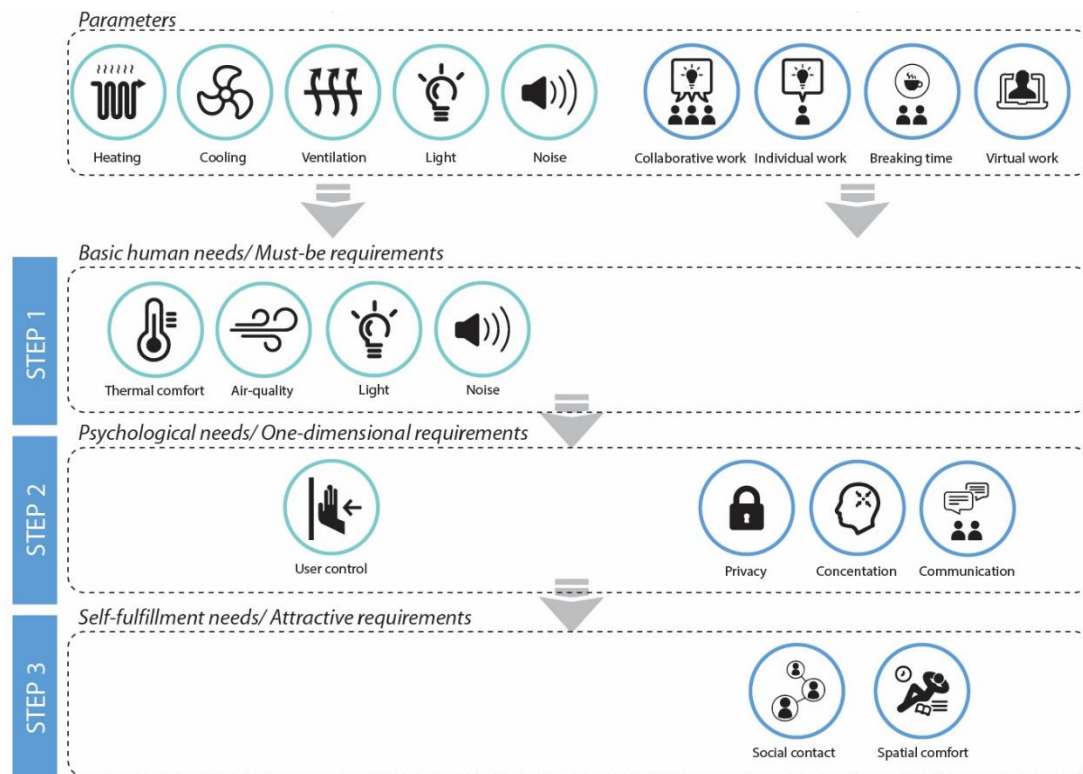 Parameters
Heating Cooling Ventilation Light Noise Collaborative work Individual work Breaking time Virtual work
STEP 1
Basic human needs/ Must-be requirements
Thermal comfort Air-quality Light Noise
STEP 2
Psychological needs/ One-dimensional requirements
User control Privacy Concentation Communication
STEP 3
Self-fulfillment needs/ Attractive requirements
Social contact Spatial comfort